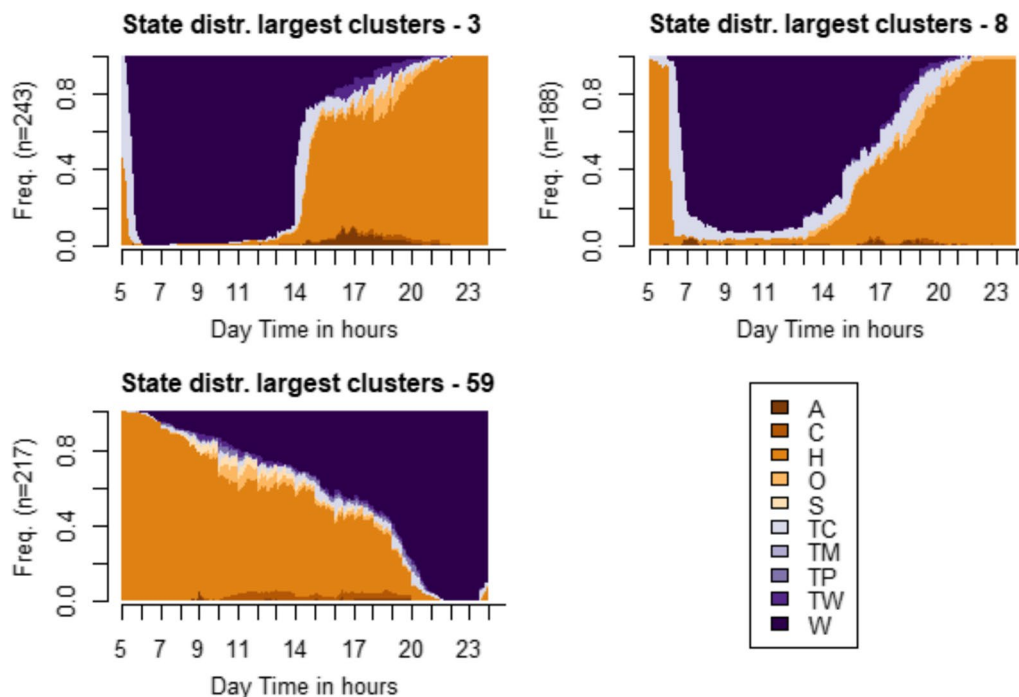 State distr. largest clusters - 3
Freq. (n=243)
0.0 0.4 0.8
5 7 9 11 14 17 20 23
Day Time in hours
State distr. largest clusters - 8
Freq. (n=188)
0.0 0.4 0.8
5 7 9 11 14 17 20 23
Day Time in hours
State distr. largest clusters - 59
Freq. (n=217)
0.0 0.4 0.8
5 7 9 11 14 17 20 23
Day Time in hours
A
C
H
O
S
TC
TM
TP
TW
W